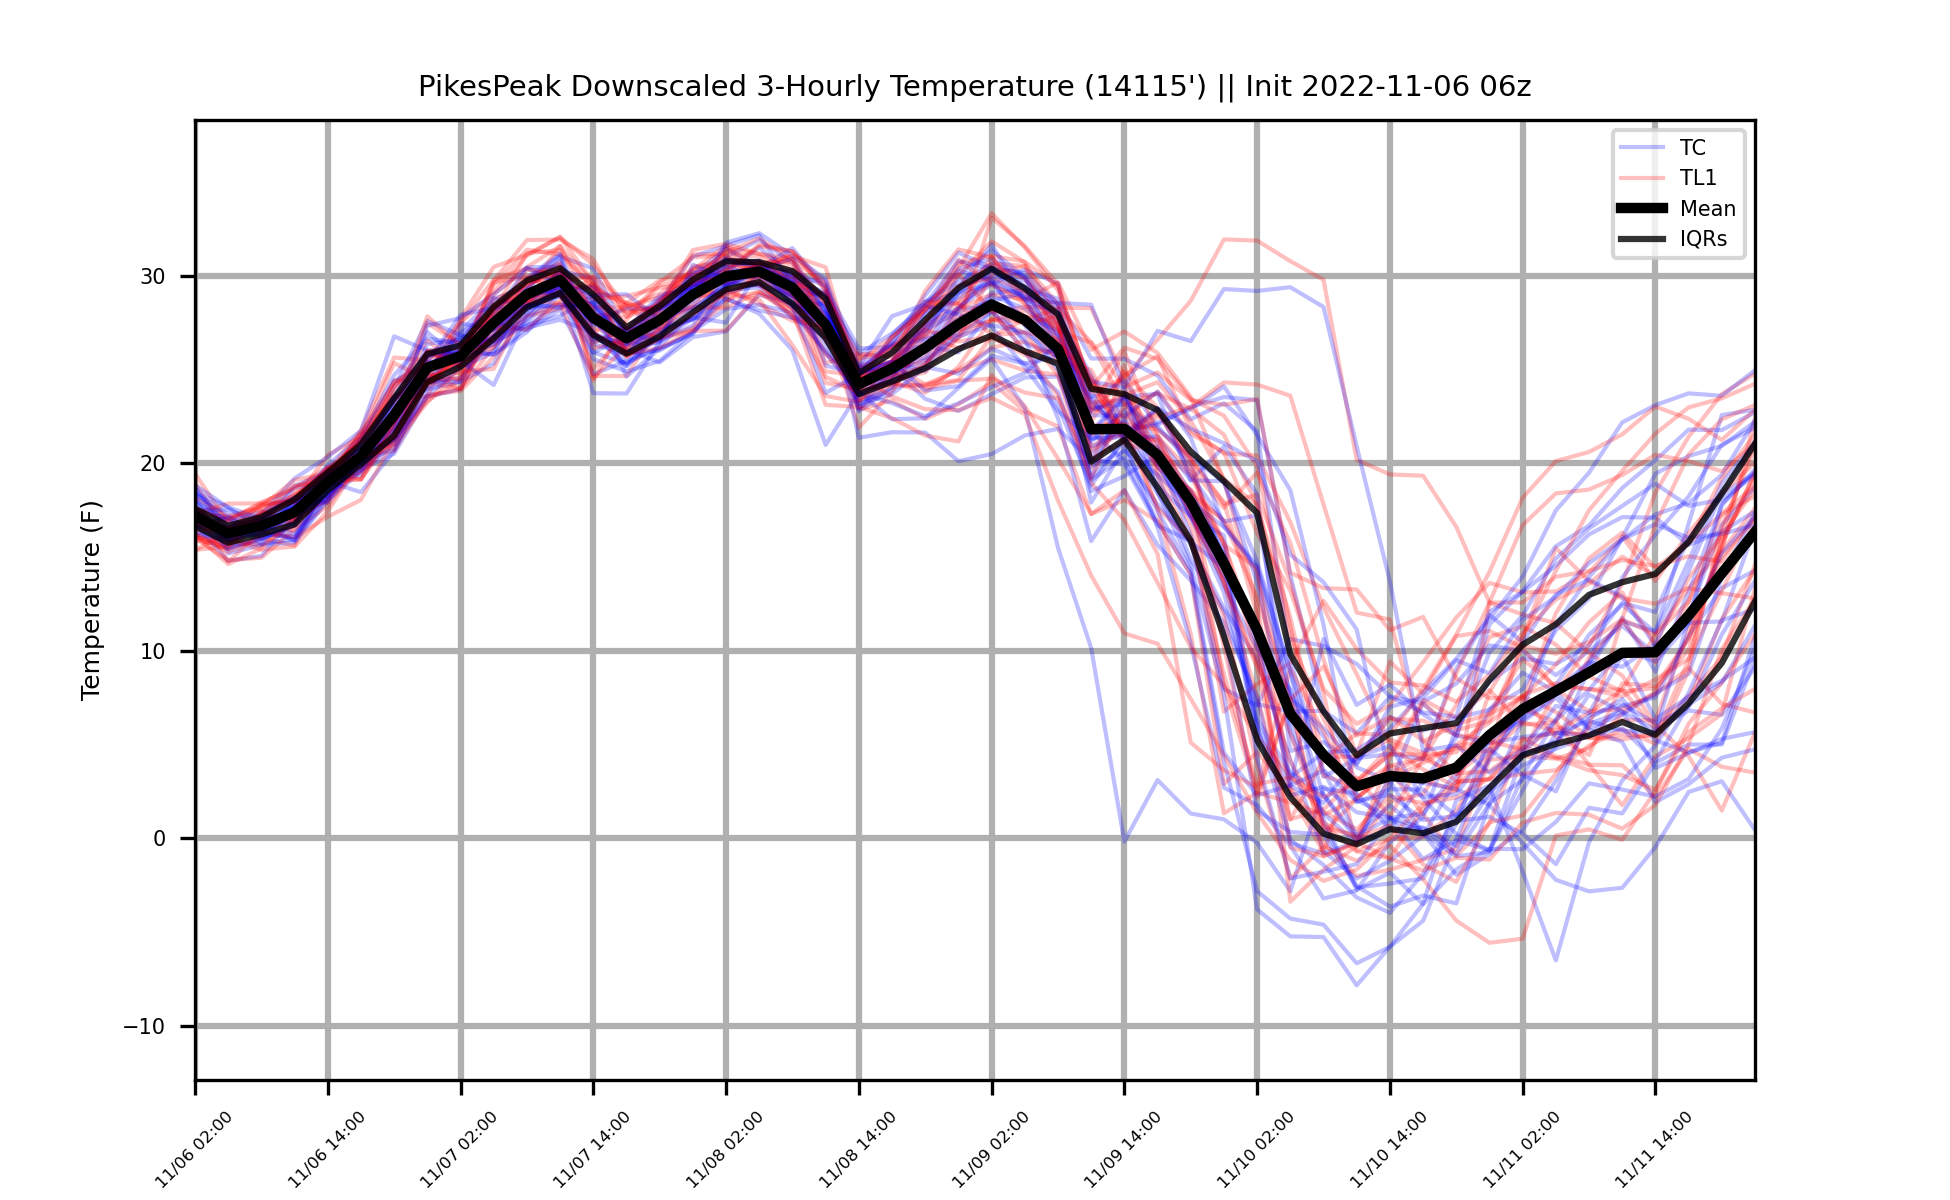 PikesPeak Downscaled 3-Hourly Temperature (14115') || Init 2022-11-06 06z
TC
TL1
Mean
IQRs
Temperature (F)
30
20
10
0
−10
11/06 02:00
11/06 14:00
11/07 02:00
11/07 14:00
11/08 02:00
11/08 14:00
11/09 02:00
11/09 14:00
11/10 02:00
11/10 14:00
11/11 02:00
11/11 14:00